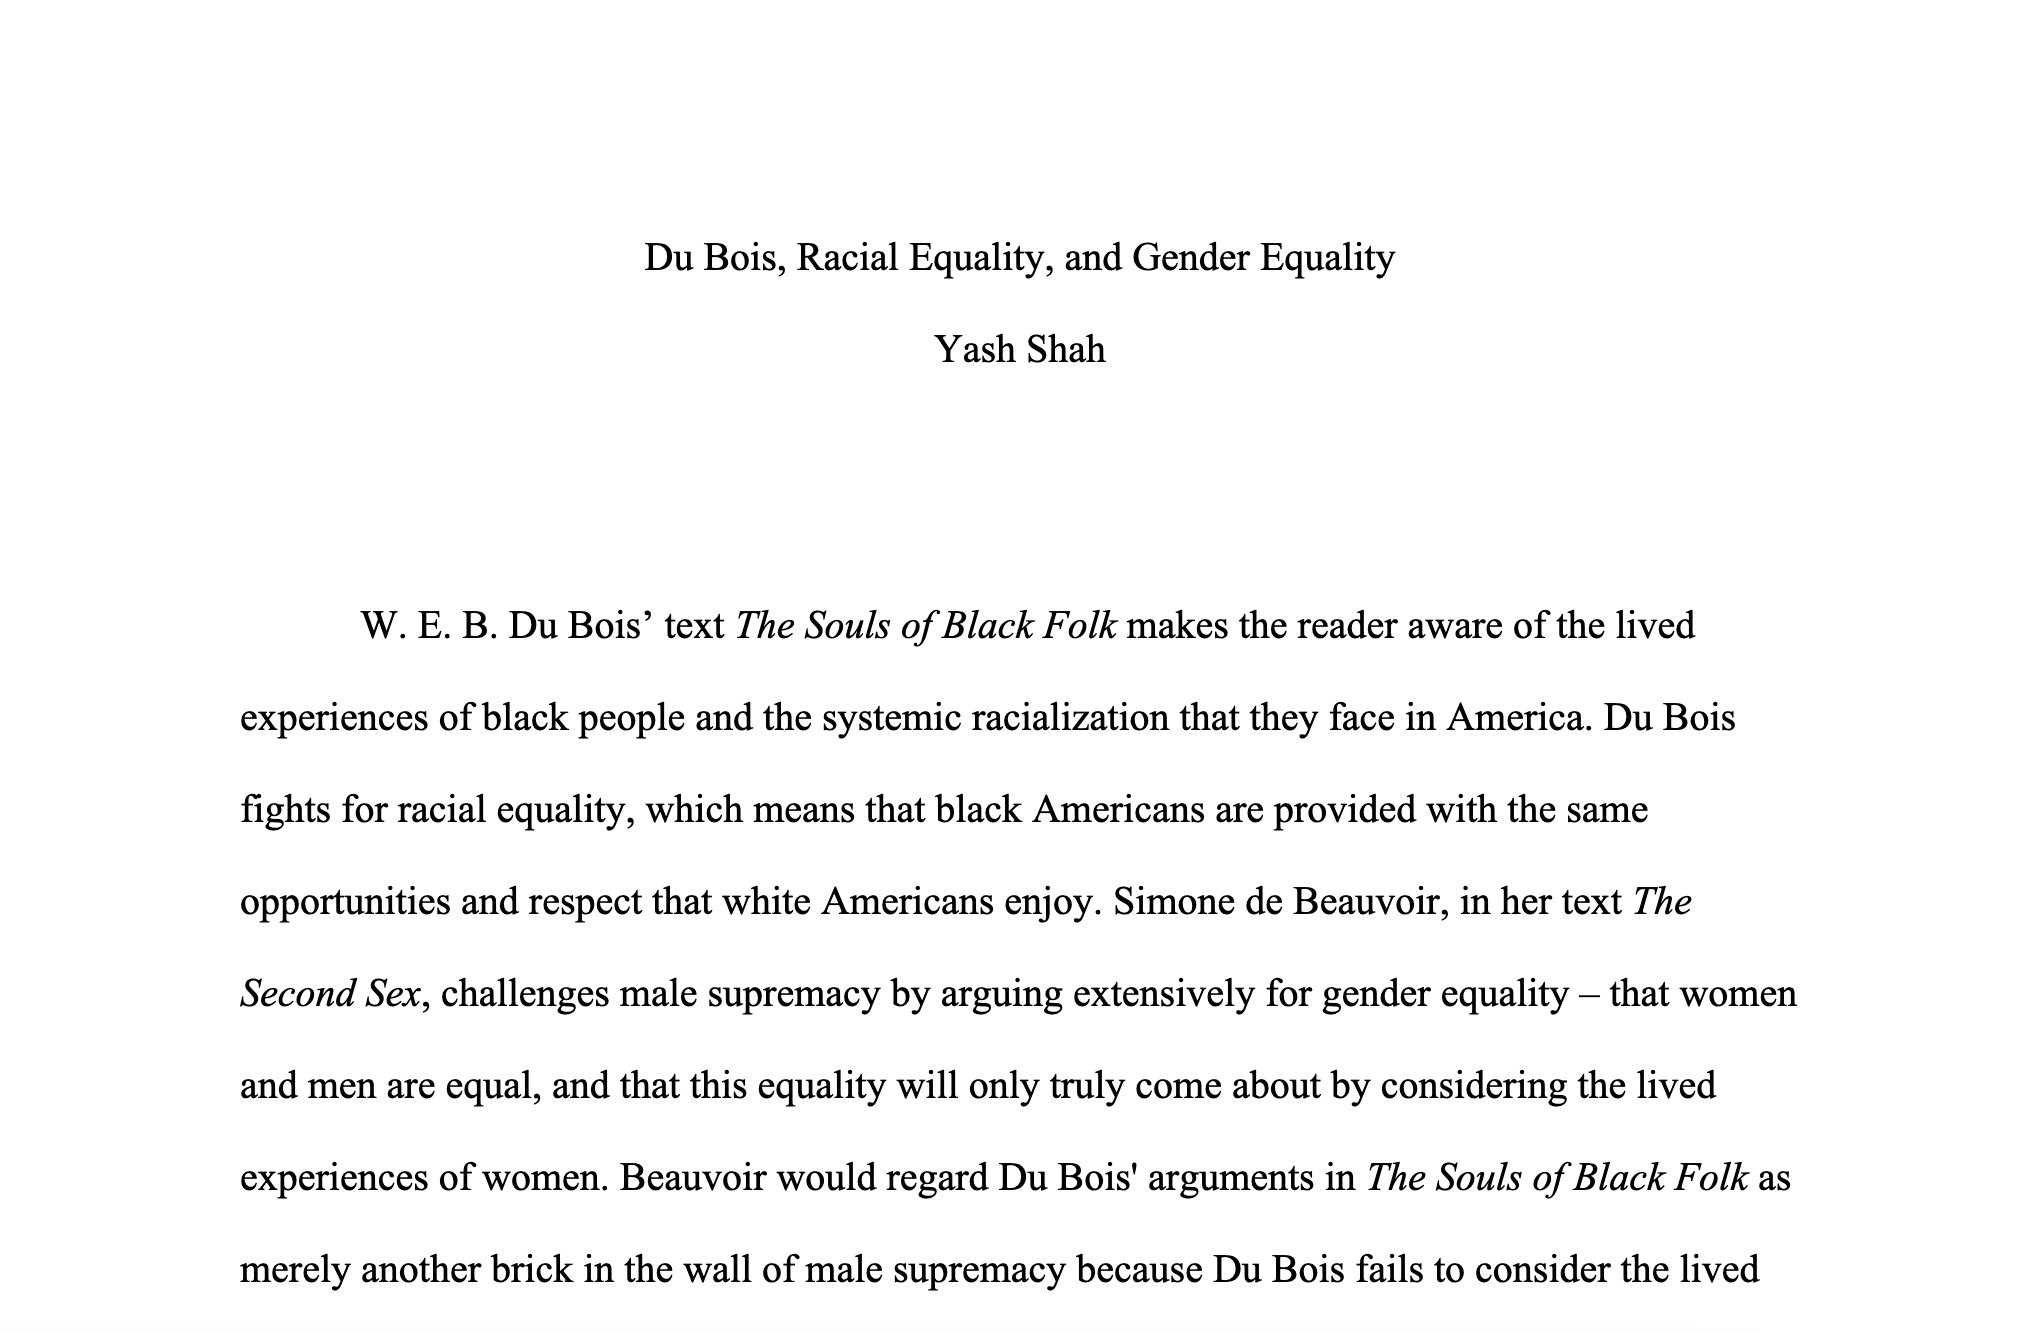 Du Bois, Racial Equality, and Gender Equality
Yash Shah
W. E. B. Du Bois’ text The Souls of Black Folk makes the reader aware of the lived
experiences of black people and the systemic racialization that they face in America. Du Bois
fights for racial equality, which means that black Americans are provided with the same
opportunities and respect that white Americans enjoy. Simone de Beauvoir, in her text The
Second Sex, challenges male supremacy by arguing extensively for gender equality – that women
and men are equal, and that this equality will only truly come about by considering the lived
experiences of women. Beauvoir would regard Du Bois' arguments in The Souls of Black Folk as
merely another brick in the wall of male supremacy because Du Bois fails to consider the lived